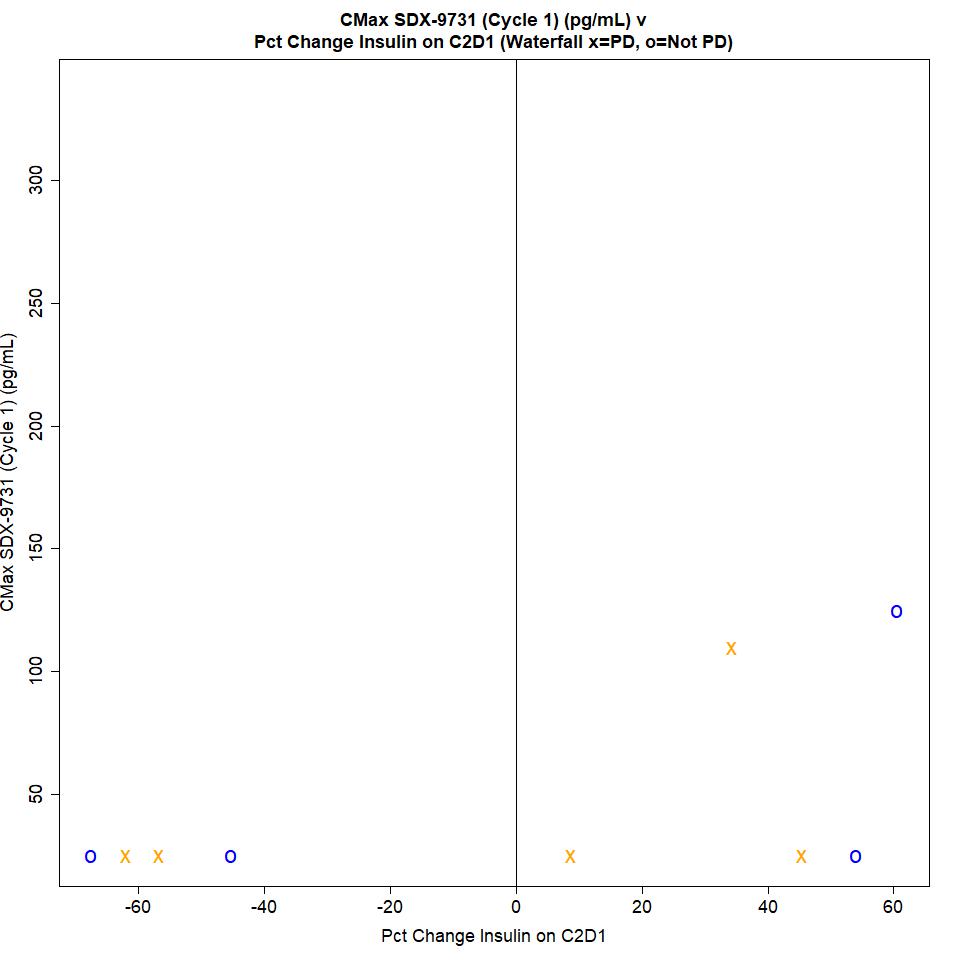 CMax SDX-9731 (Cycle 1) (pg/mL) v
Pct Change Insulin on C2D1 (Waterfall x=PD, o=Not PD)
CMax SDX-9731 (Cycle 1) (pg/mL)
300
250
200
150
100
50
o
x
o
x
x
o
x
x
o
-60
-40
-20
0
20
40
60
Pct Change Insulin on C2D1